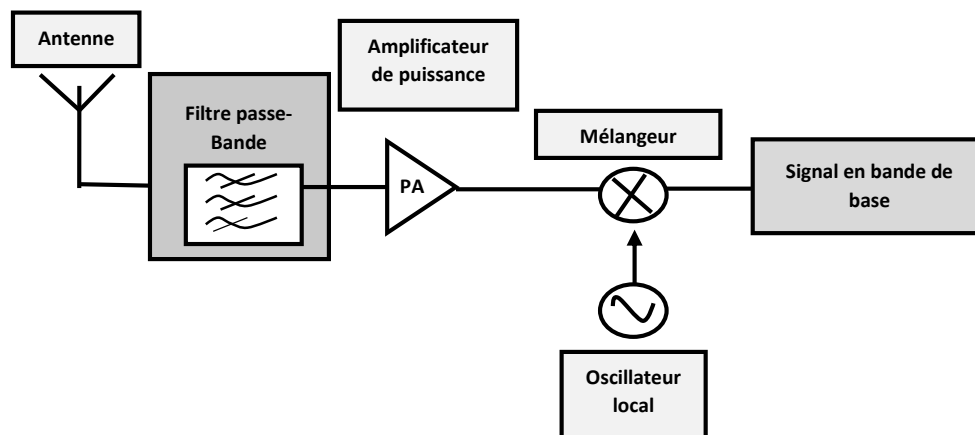 Antenne
Amplificateur
de puissance
Filtre passe-
Bande
PA
Mélangeur
Signal en bande de
base
Oscillateur
local